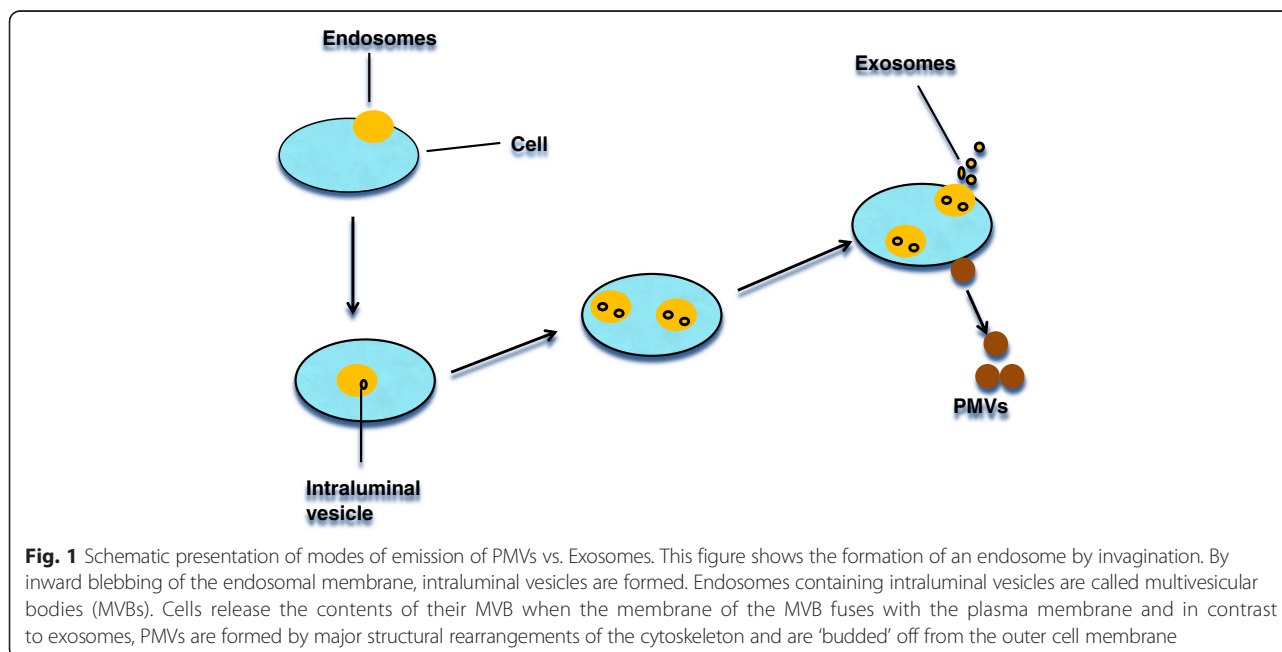 Endosomes
Exosomes
Cell
PMVs
Intraluminal
vesicle
Fig. 1 Schematic presentation of modes of emission of PMVs vs. Exosomes. This figure shows the formation of an endosome by invagination. By
inward blebbing of the endosomal membrane, intraluminal vesicles are formed. Endosomes containing intraluminal vesicles are called multivesicular
bodies (MVBs). Cells release the contents of their MVB when the membrane of the MVB fuses with the plasma membrane and in contrast
to exosomes, PMVs are formed by major structural rearrangements of the cytoskeleton and are ‘budded’ off from the outer cell membrane